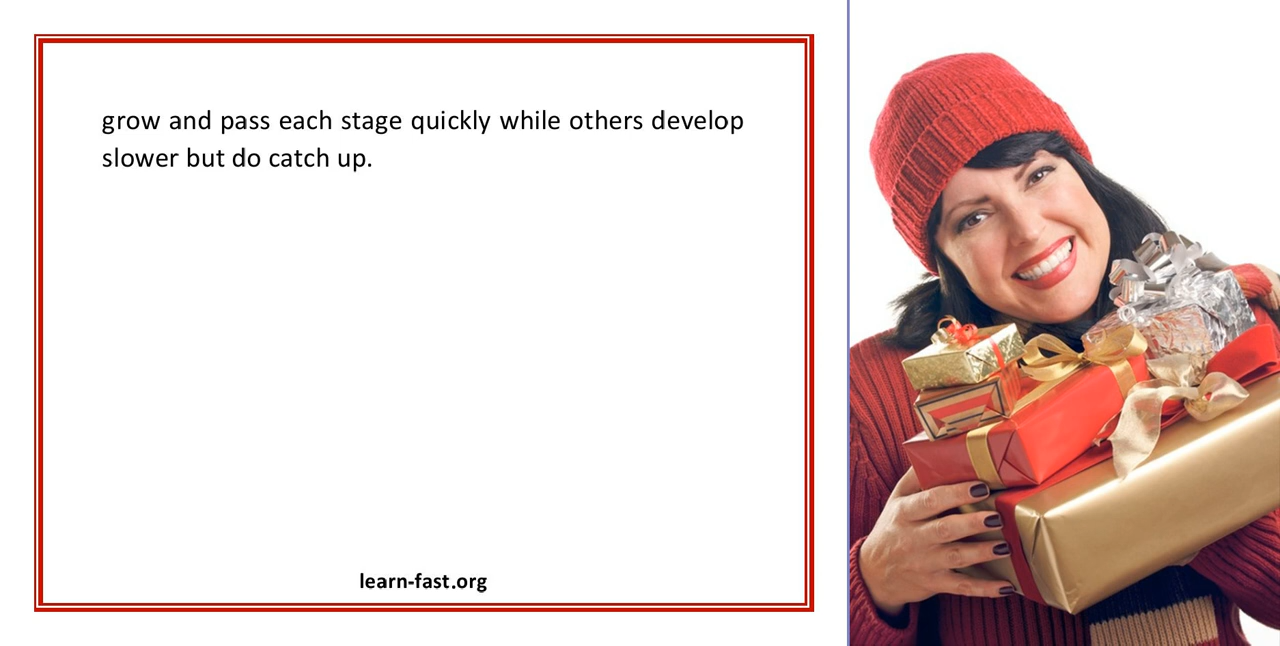 grow and pass each stage quickly while others develop
slower but do catch up.
learn-fast.org